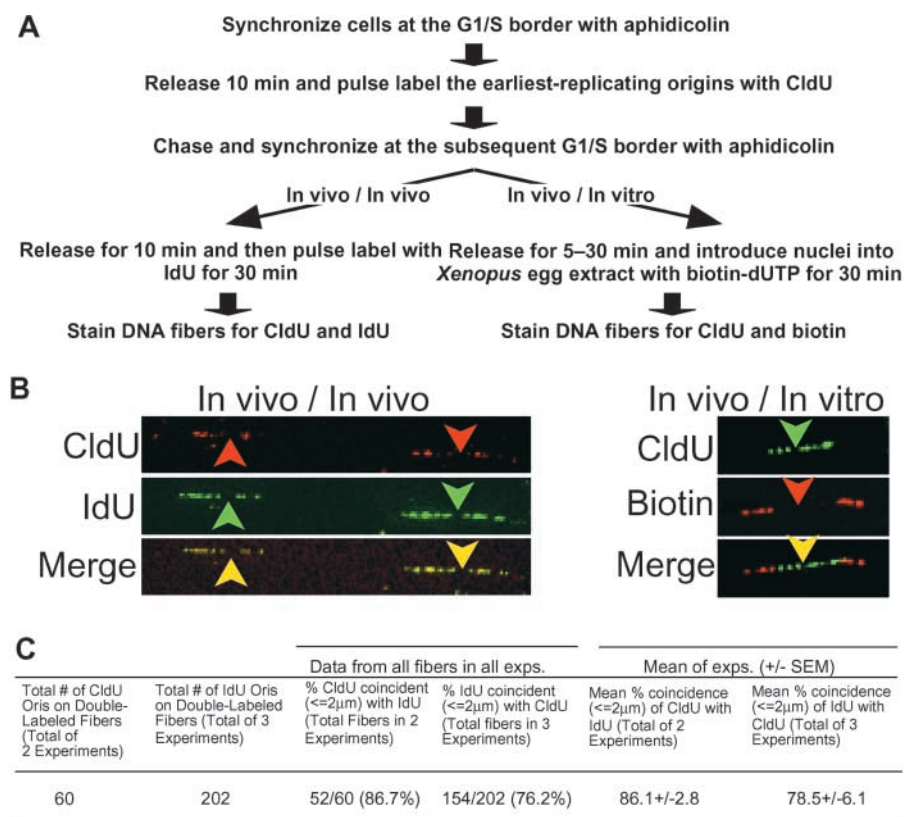 A
Synchronize cells at the G1/S border with aphidicolin
Release 10 min and pulse label the earliest-replicating origins with CldU
Chase and synchronize at the subsequent G1/S border with aphidicolin
In vivo / In vivo
In vivo / In vitro
Release for 10 min and then pulse label with
IdU for 30 min
Release for 5–30 min and introduce nuclei into
Xenopus egg extract with biotin-dUTP for 30 min
Stain DNA fibers for CldU and IdU
Stain DNA fibers for CldU and biotin
B
In vivo / In vivo
CldU
IdU
Merge
In vivo / In vitro
CldU
Biotin
Merge
C
Data from all fibers in all exps.
Mean of exps. (+/- SEM)
Total # of CldU
Oris on Double-
Labeled Fibers
(Total of
2 Experiments)
Total # of IdU Oris
on Double-Labeled
Fibers (Total of 3
Experiments)
% CldU coincident
(<=2μm) with IdU
(Total Fibers in 2
Experiments)
% IdU coincident
(<=2μm) with CldU
(Total fibers in 3
Experiments)
Mean % coincidence
(<=2μm) of CldU with
IdU (Total of 2
Experiments)
Mean % coincidence
(<=2μm) of IdU with
CldU (Total of 3
Experiments)
60
202
52/60 (86.7%)
154/202 (76.2%)
86.1+/-2.8
78.5+/-6.1